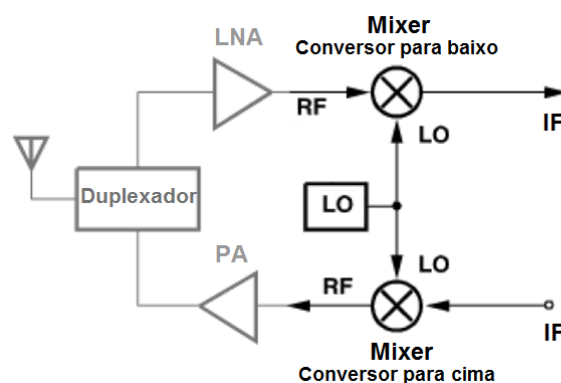 LNA
Mixer
Conversor para baixo
RF
LO
IF
Duplexador
LO
PA
LO
RF
IF
Mixer
Conversor para cima